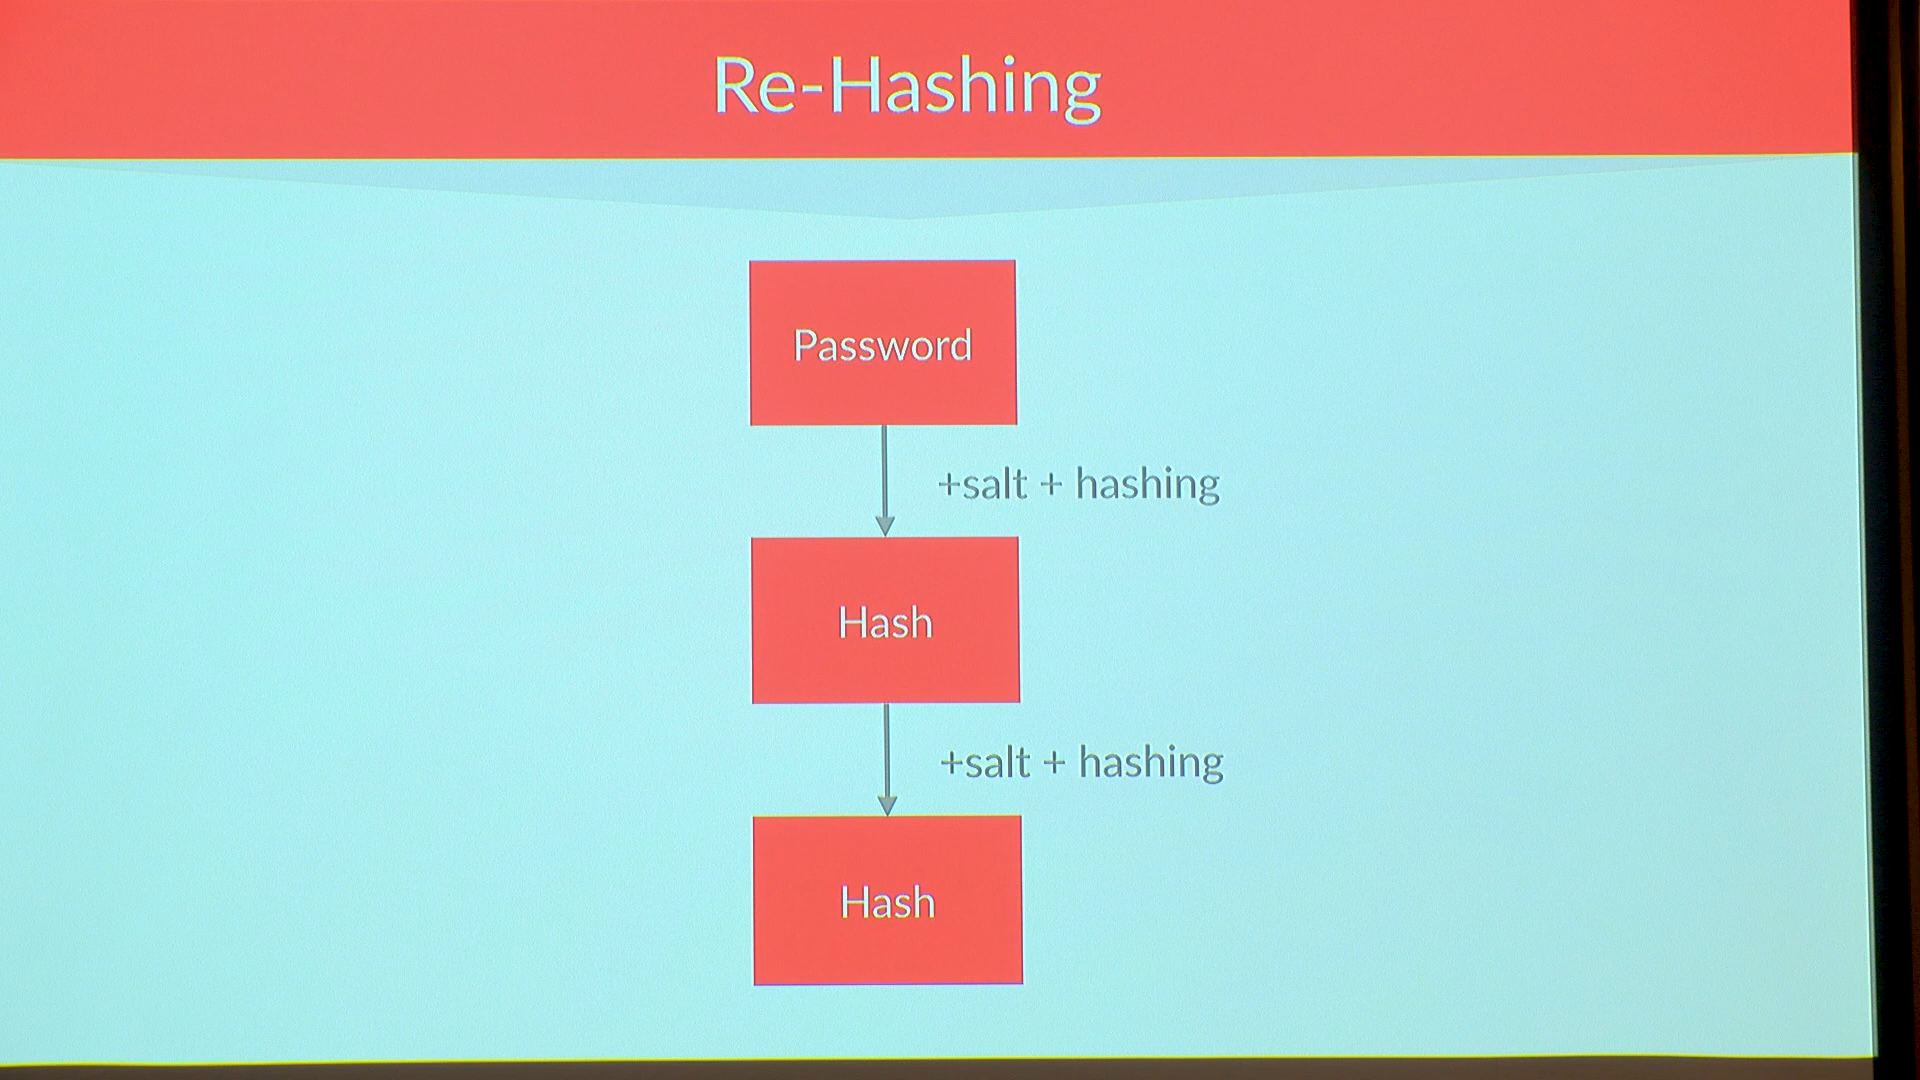 Re-Hashing
Password
+salt + hashing
Hash
+salt + hashing
Hash